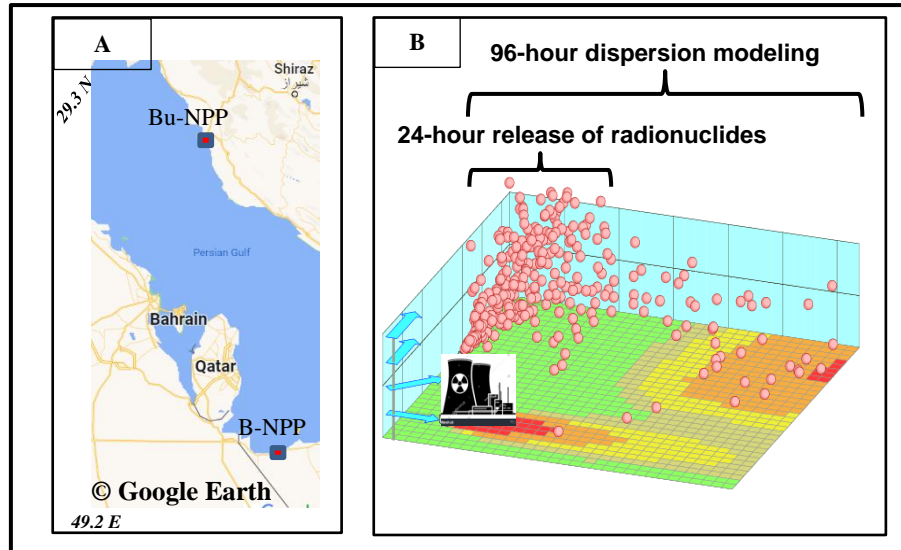 A
29.3 N
Shiraz
شیراز
Bu-NPP
Persian Gulf
Bahrain
Qatar
B-NPP
© Google Earth
49.2 E
B
96-hour dispersion modeling
24-hour release of radionuclides